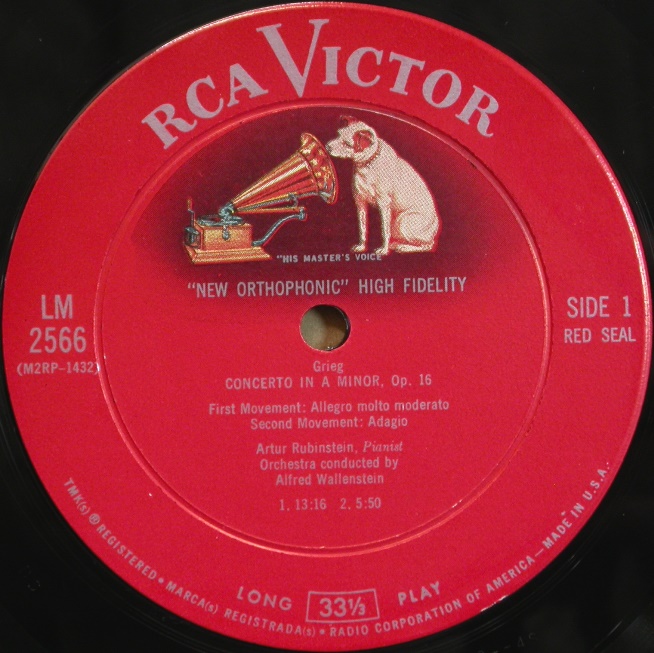 RCA VICTOR
"HIS MASTER'S VOICE"
"NEW ORTHOPHONIC" HIGH FIDELITY
LM
2566
(M2RP-1432)
SIDE 1
RED SEAL
Grieg
CONCERTO IN A MINOR, Op. 16
First Movement: Allegro molto moderato
Second Movement: Adagio
Artur Rubinstein, Pianist
Orchestra conducted by
Alfred Wallenstein
1. 13:16 2. 5:50
LONG 33⅓ PLAY
TMK(s) ® REGISTERED • MARCA(s) REGISTRADA(s) • RADIO CORPORATION OF AMERICA—MADE IN U.S.A.